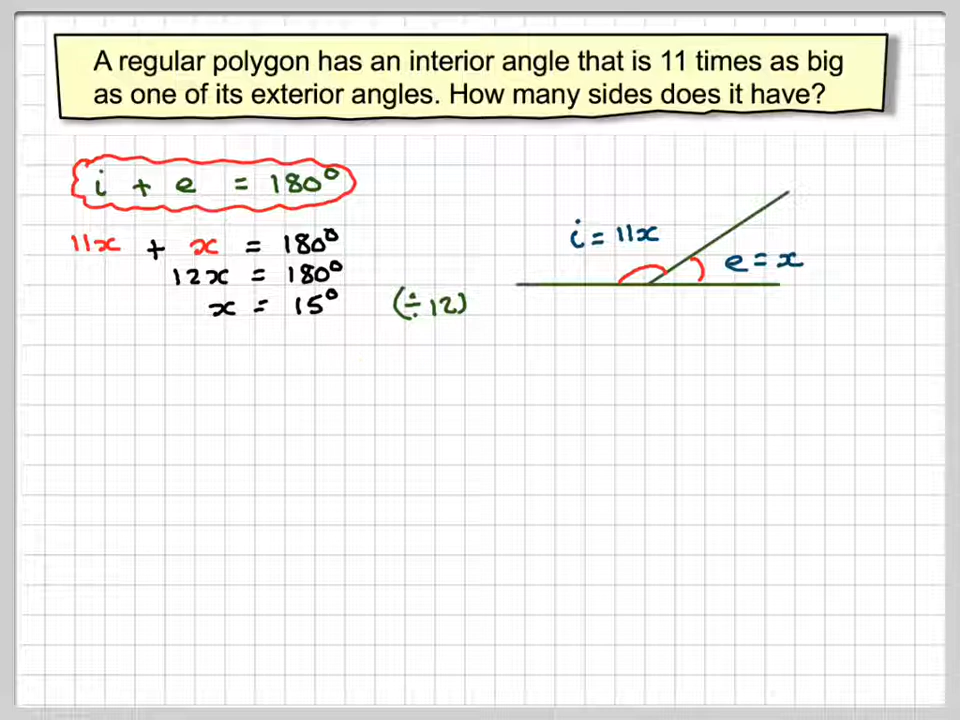 A regular polygon has an interior angle that is 11 times as big
as one of its exterior angles. How many sides does it have?
i + e = 180°
11x + x = 180°
12x = 180°
x = 15° (÷12)
i = 11x
e = x